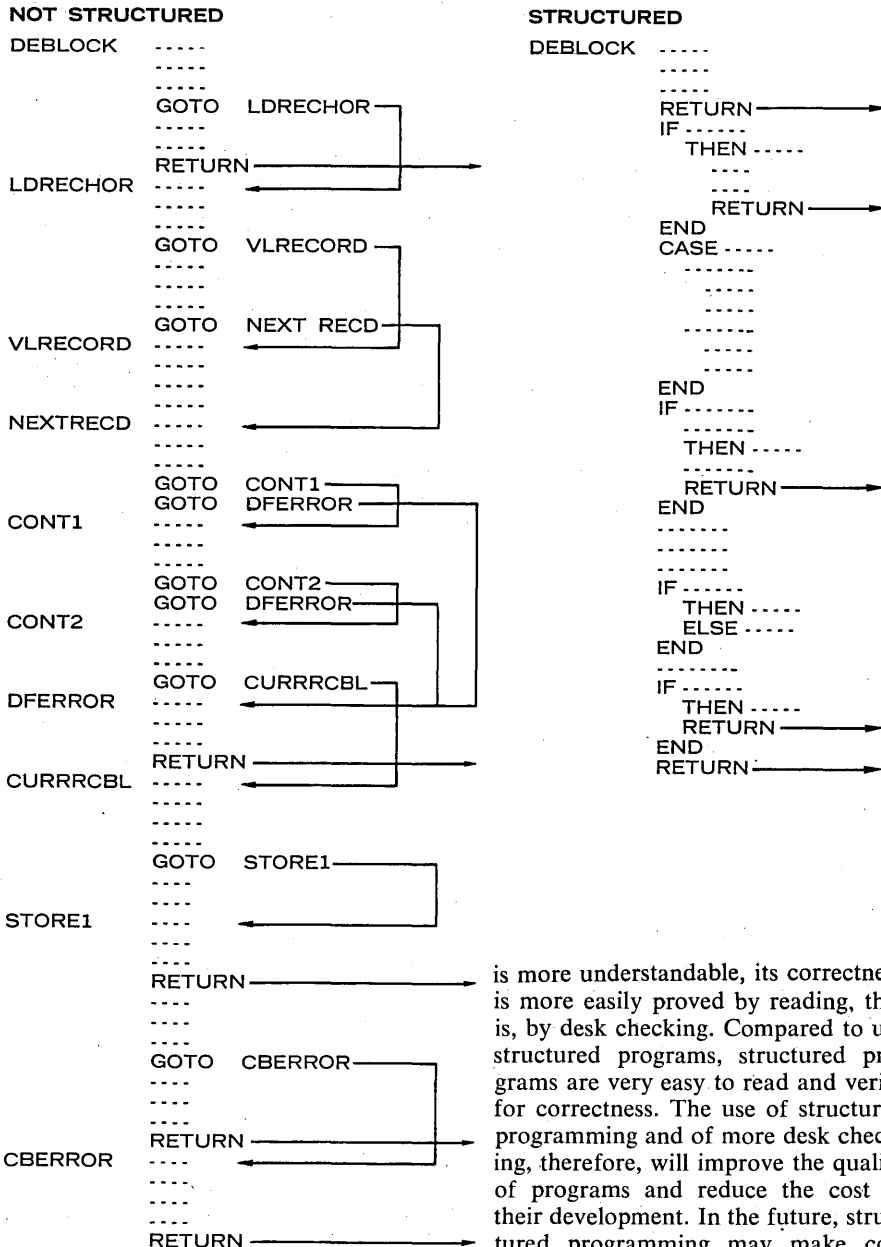 NOT STRUCTURED
DEBLOCK -----
-----
-----
GOTO LDRECHOR
-----
-----
RETURN
LDRECHOR -----
-----
-----
GOTO VLRECORD
-----
-----
-----
GOTO NEXT RECD
VLRECORD -----
-----
-----
-----
NEXTRECD -----
-----
-----
GOTO CONT1
GOTO DFERROR
CONT1 -----
-----
-----
GOTO CONT2
GOTO DFERROR
CONT2 -----
-----
-----
GOTO CURRRCBL
DFERROR -----
-----
-----
RETURN
CURRRCBL -----
-----
-----
-----
GOTO STORE1
----
----
STORE1 ----
----
----
RETURN
----
----
GOTO CBERROR
----
----
----
RETURN
CBERROR ----
----
----
----
RETURN
STRUCTURED
DEBLOCK -----
-----
-----
RETURN
IF ------
THEN -----
----
----
RETURN
END
CASE -----
-------
-----
-----
-------
-----
-----
END
IF -------
-------
THEN -----
-------
RETURN
END
-------
-------
-------
IF ------
THEN -----
ELSE -----
END
--------
IF ------
THEN -----
RETURN
END
RETURN
is more understandable, its correctne
is more easily proved by reading, th
is, by desk checking. Compared to u
structured programs, structured pr
grams are very easy to read and veri
for correctness. The use of structur
programming and of more desk chec
ing, therefore, will improve the quali
of programs and reduce the cost
their development. In the future, stru
tured programming may make co